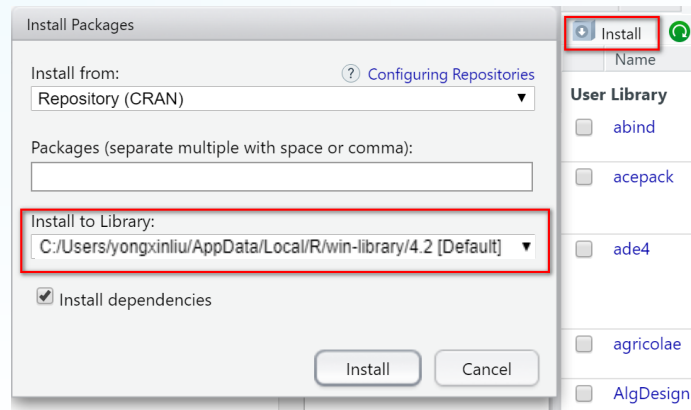 Install Packages
Install from:
? Configuring Repositories
Repository (CRAN)
Packages (separate multiple with space or comma):
Install to Library:
C:/Users/yongxinliu/AppData/Local/R/win-library/4.2 [Default]
Install dependencies
Install
Cancel
Install
Name
User Library
abind
acepack
ade4
agricolae
AlgDesign